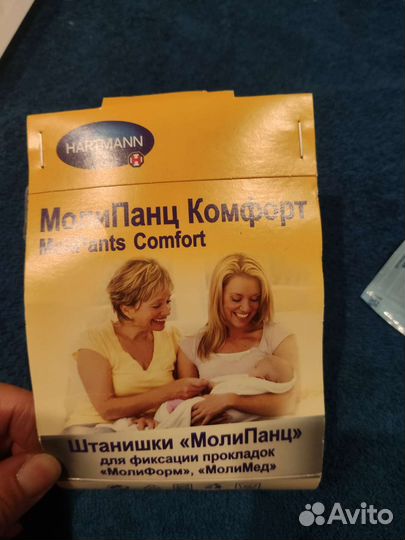 HARTMANN
МолиПанц Комфорт
MoliPants Comfort
Штанишки «МолиПанц»
для фиксации прокладок
«МолиФорм», «МолиМед»
Avito